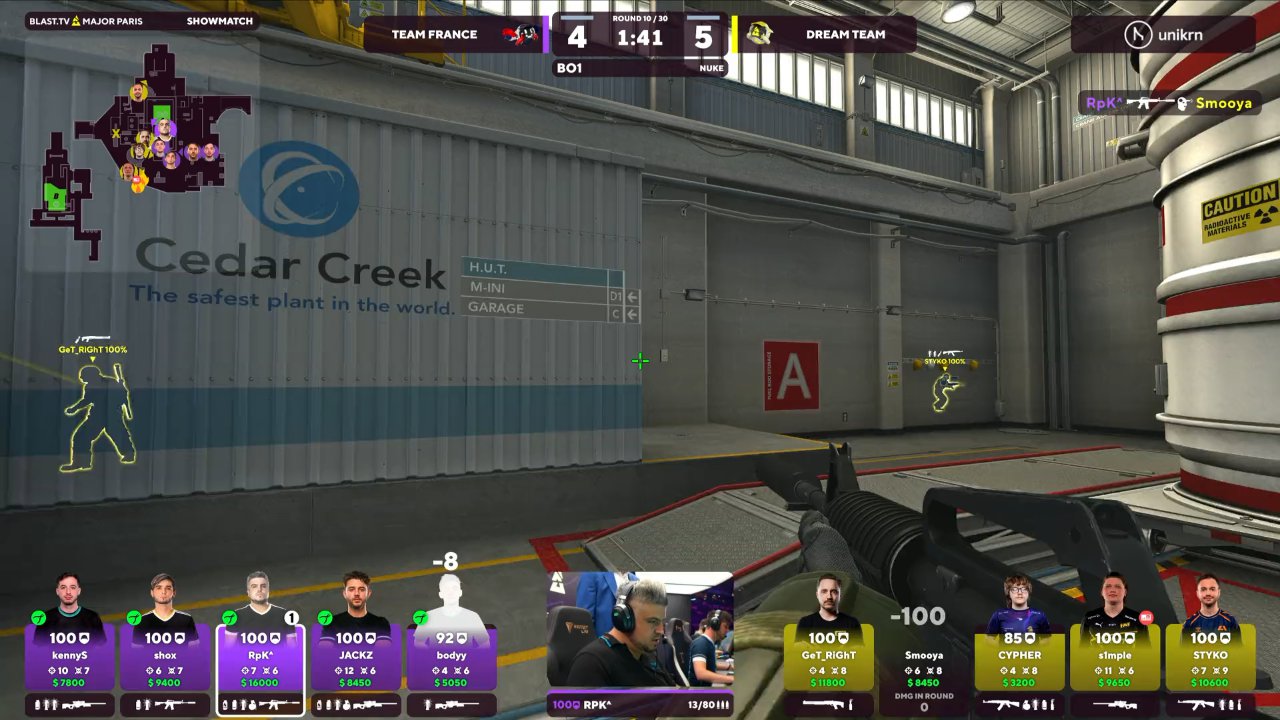 BLAST.TV MAJOR PARIS
SHOWMATCH
TEAM FRANCE
4
ROUND 10 / 30
1:41
5
DREAM TEAM
BO1
NUKE
unikrn
RpK^ Smooya
CAUTION
RADIOACTIVE
MATERIALS
Cedar Creek
The safest plant in the world.
H.U.T.
M-INI
D1
GARAGE
C
A
GeT_RiGhT 100%
STYKO 100%
B
X
-8
-100
1
100
kennyS
10 7
$7800
100
shox
6 7
$9400
100
RpK^
7 6
$16000
100
JACKZ
12 6
$8450
92
bodyy
4 6
$5050
100 RPK^
13/80
100
GeT_RiGhT
4 8
$11800
Smooya
6 8
$8450
DMG IN ROUND
0
85
CYPHER
4 8
$3200
100
s1mple
11 6
$9650
100
STYKO
7 9
$10600